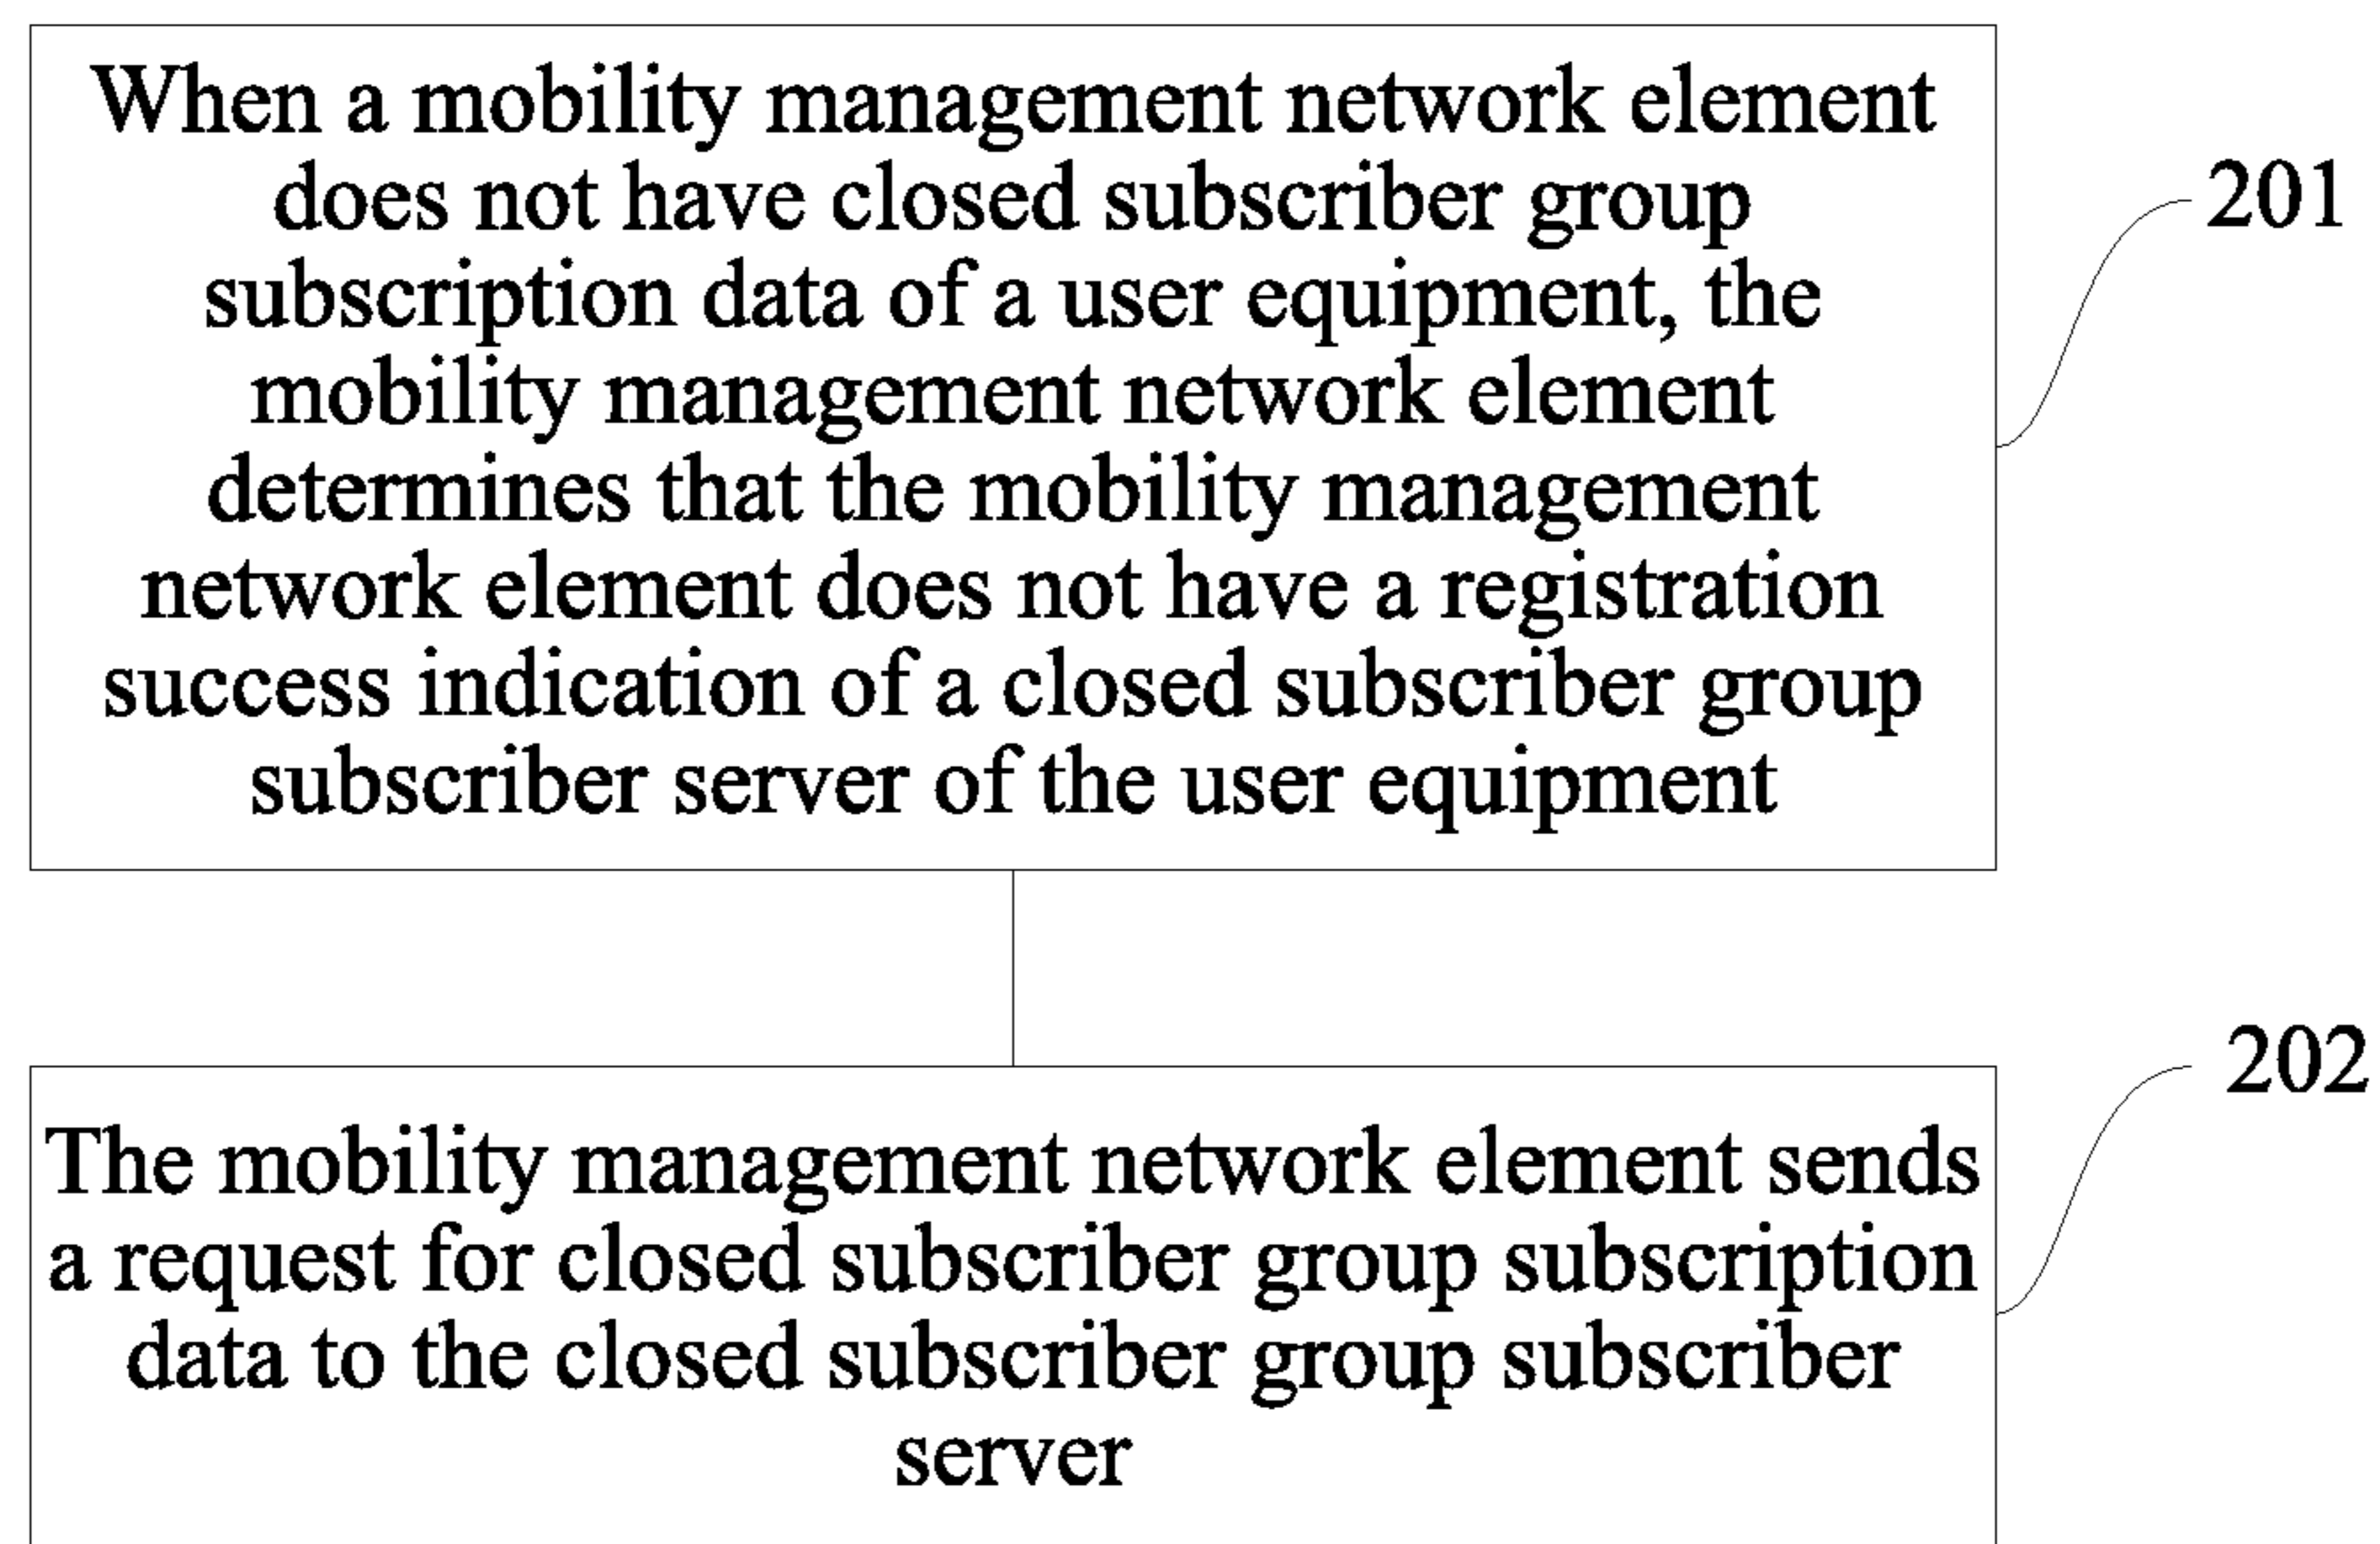 When a mobility management network element
does not have closed subscriber group
subscription data of a user equipment, the
mobility management network element
determines that the mobility management
network element does not have a registration
success indication of a closed subscriber group
subscriber server of the user equipment
201
202
The mobility management network element sends
a request for closed subscriber group subscription
data to the closed subscriber group subscriber
server